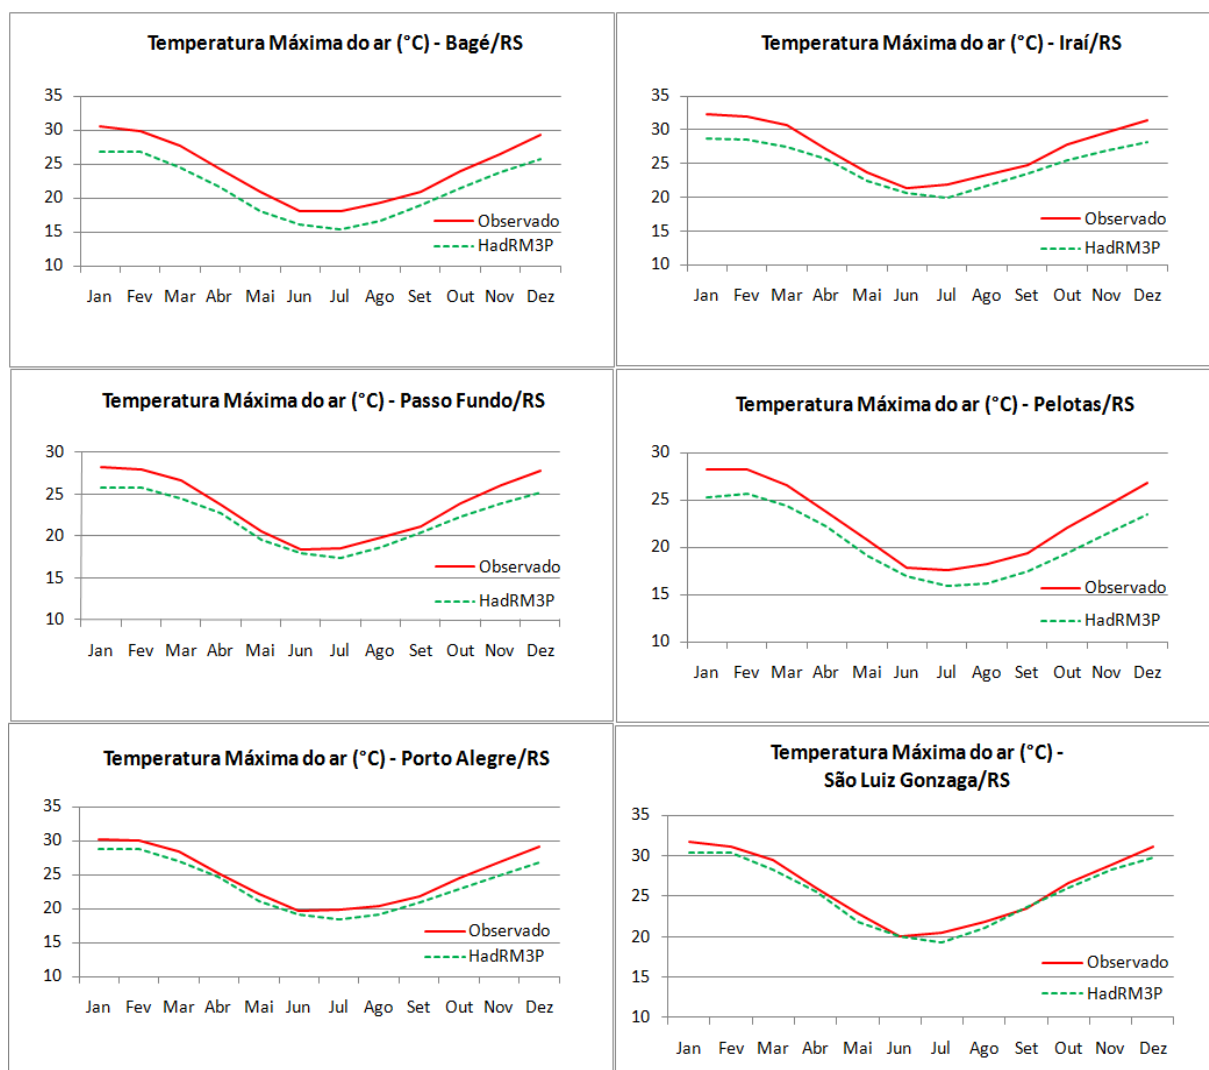 Temperatura Máxima do ar (°C) - Bagé/RS
35
30
25
20
15
10
Observado
HadRM3P
Jan Fev Mar Abr Mai Jun Jul Ago Set Out Nov Dez
Temperatura Máxima do ar (°C) - Iraí/RS
35
30
25
20
15
10
Observado
HadRM3P
Jan Fev Mar Abr Mai Jun Jul Ago Set Out Nov Dez
Temperatura Máxima do ar (°C) - Passo Fundo/RS
30
25
20
15
10
Observado
HadRM3P
Jan Fev Mar Abr Mai Jun Jul Ago Set Out Nov Dez
Temperatura Máxima do ar (°C) - Pelotas/RS
30
25
20
15
10
Observado
HadRM3P
Jan Fev Mar Abr Mai Jun Jul Ago Set Out Nov Dez
Temperatura Máxima do ar (°C) - Porto Alegre/RS
35
30
25
20
15
10
Observado
HadRM3P
Jan Fev Mar Abr Mai Jun Jul Ago Set Out Nov Dez
Temperatura Máxima do ar (°C) -
São Luiz Gonzaga/RS
35
30
25
20
15
10
Observado
HadRM3P
Jan Fev Mar Abr Mai Jun Jul Ago Set Out Nov Dez